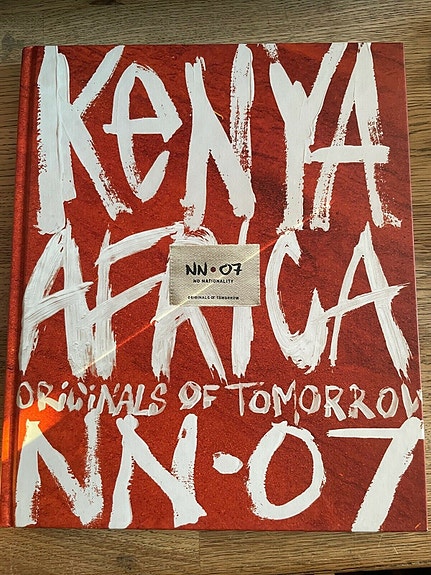 KeNYA
AFRICA
NN•07
NO NATIONALITY
ORIGINALS OF TOMORROW
ORIGINALS OF TOMORROW
NN•07